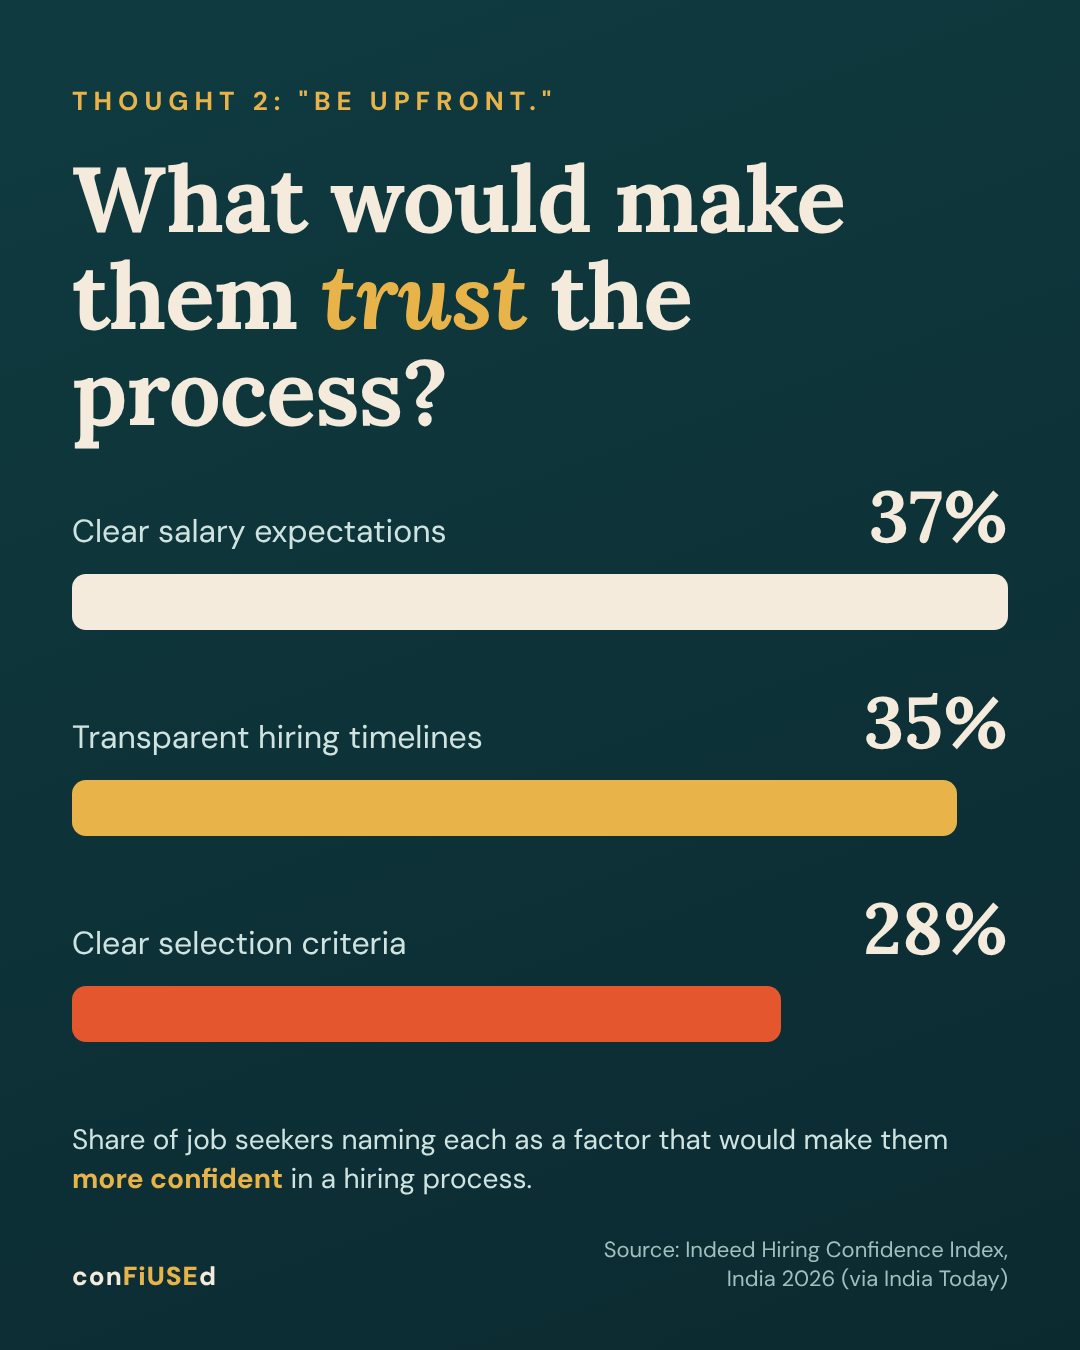 THOUGHT 2: "BE UPFRONT."
What would make
them trust the
process?
Clear salary expectations
37%
Transparent hiring timelines
35%
Clear selection criteria
28%
Share of job seekers naming each as a factor that would make them
more confident in a hiring process.
Source: Indeed Hiring Confidence Index,
India 2026 (via India Today)
conFiUSEd